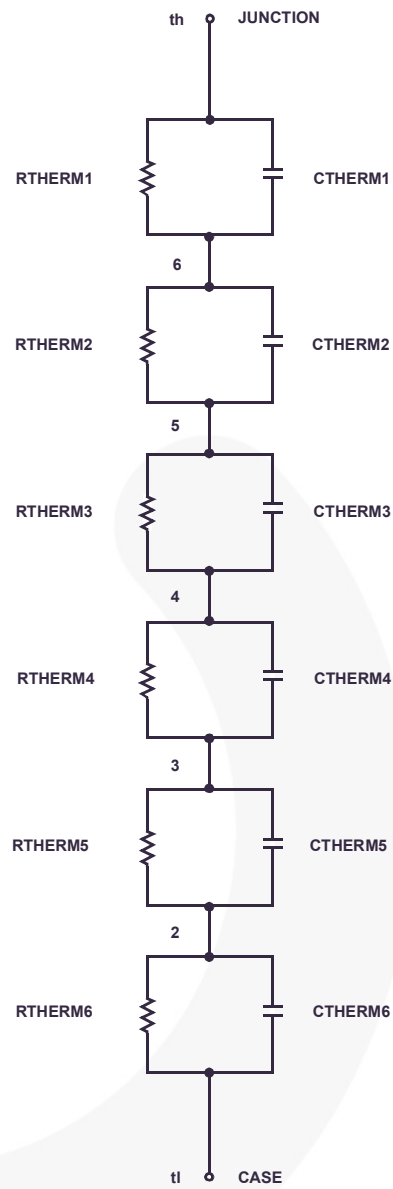 th JUNCTION
RTHERM1 CTHERM1
6
RTHERM2 CTHERM2
5
RTHERM3 CTHERM3
4
RTHERM4 CTHERM4
3
RTHERM5 CTHERM5
2
RTHERM6 CTHERM6
tl CASE